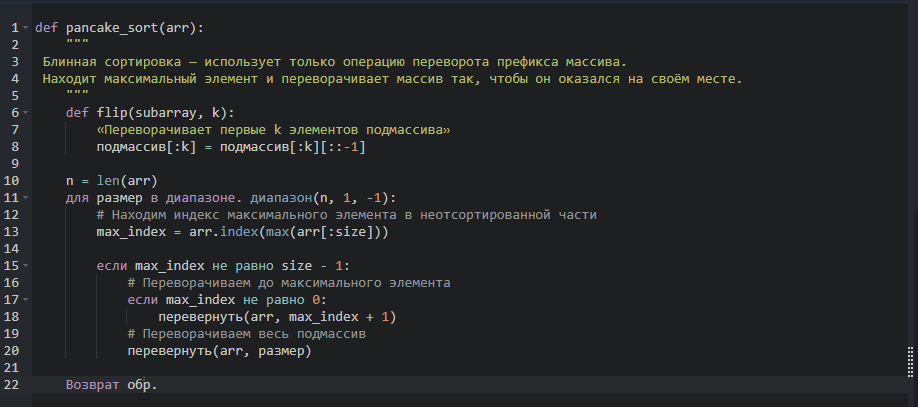 1 def pancake_sort(arr):
2 """
3 Блинная сортировка — использует только операцию переворота префикса массива.
4 Находит максимальный элемент и переворачивает массив так, чтобы он оказался на своём месте.
5 """
6 def flip(subarray, k):
7 «Переворачивает первые k элементов подмассива»
8 подмассив[:k] = подмассив[:k][::-1]
9
10 n = len(arr)
11 для размер в диапазоне. диапазон(n, 1, -1):
12 # Находим индекс максимального элемента в неотсортированной части
13 max_index = arr.index(max(arr[:size]))
14
15 если max_index не равно size - 1:
16 # Переворачиваем до максимального элемента
17 если max_index не равно 0:
18 перевернуть(arr, max_index + 1)
19 # Переворачиваем весь подмассив
20 перевернуть(arr, размер)
21
22 Возврат обр.